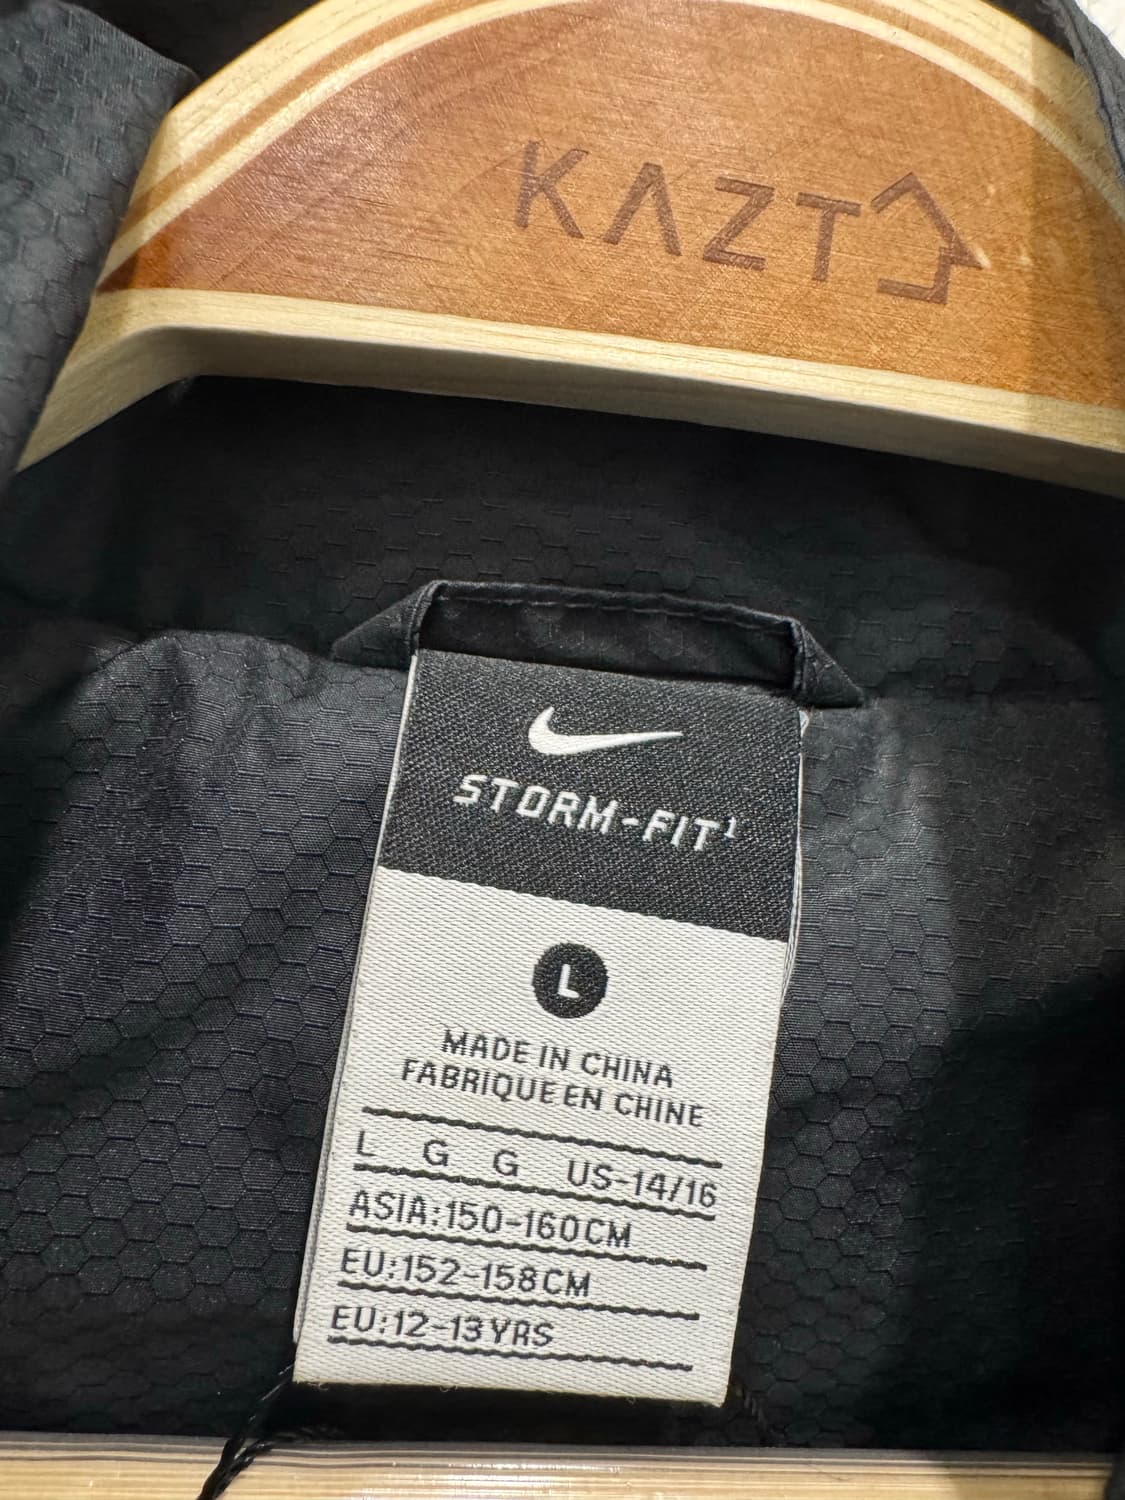 KAZT
STORM-FIT¹
L
MADE IN CHINA
FABRIQUE EN CHINE
L G G US-14/16
ASIA:150-160CM
EU:152-158CM
EU:12-13YRS